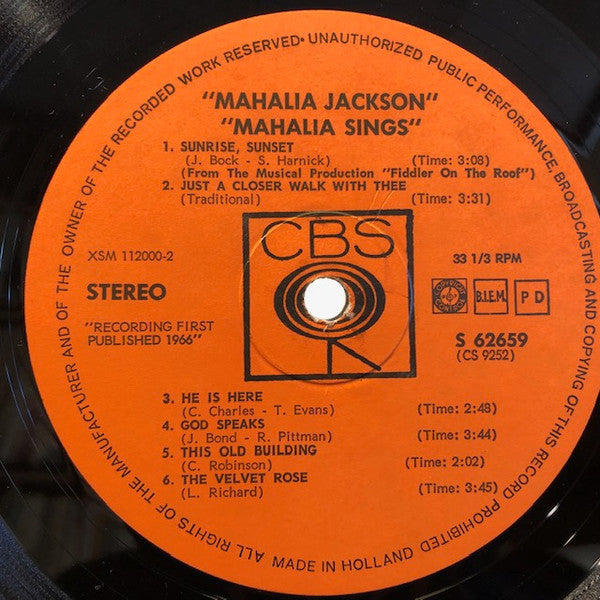 ALL RIGHTS OF THE MANUFACTURER AND OF THE OWNER OF THE RECORDED WORK RESERVED • UNAUTHORIZED PUBLIC PERFORMANCE, BROADCASTING AND COPYING OF THIS RECORD PROHIBITED
"MAHALIA JACKSON"
"MAHALIA SINGS"
1. SUNRISE, SUNSET
(J. Bock - S. Harnick) (Time: 3:08)
(From The Musical Production "Fiddler On The Roof")
2. JUST A CLOSER WALK WITH THEE
(Traditional) (Time: 3:31)
CBS
XSM 112000-2
33 1/3 RPM
STEREO
COPYRIGHT CONTROL
B.I.E.M.
P D
"RECORDING FIRST
PUBLISHED 1966"
S 62659
(CS 9252)
3. HE IS HERE
(C. Charles - T. Evans) (Time: 2:48)
4. GOD SPEAKS
(J. Bond - R. Pittman) (Time: 3:44)
5. THIS OLD BUILDING
(C. Robinson) (Time: 2:02)
6. THE VELVET ROSE
(L. Richard) (Time: 3:45)
MADE IN HOLLAND